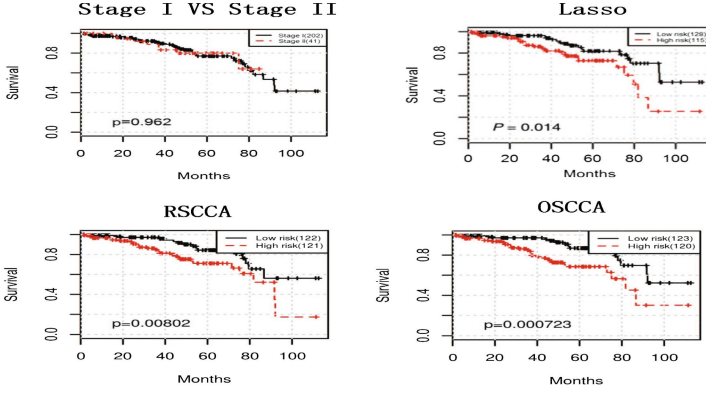 Stage I VS Stage II
Stage I(202)
Stage II(41)
Survival
0.8
0.4
0.0
p=0.962
0 20 40 60 80 100
Months
Lasso
Low risk(128)
High risk(115)
Survival
0.8
0.4
0.0
P = 0.014
0 20 40 60 80 100
Months
RSCCA
Low risk(122)
High risk(121)
Survival
0.8
0.4
0.0
p=0.00802
0 20 40 60 80 100
Months
OSCCA
Low risk(123)
High risk(120)
Survival
0.8
0.4
0.0
p=0.000723
0 20 40 60 80 100
Months